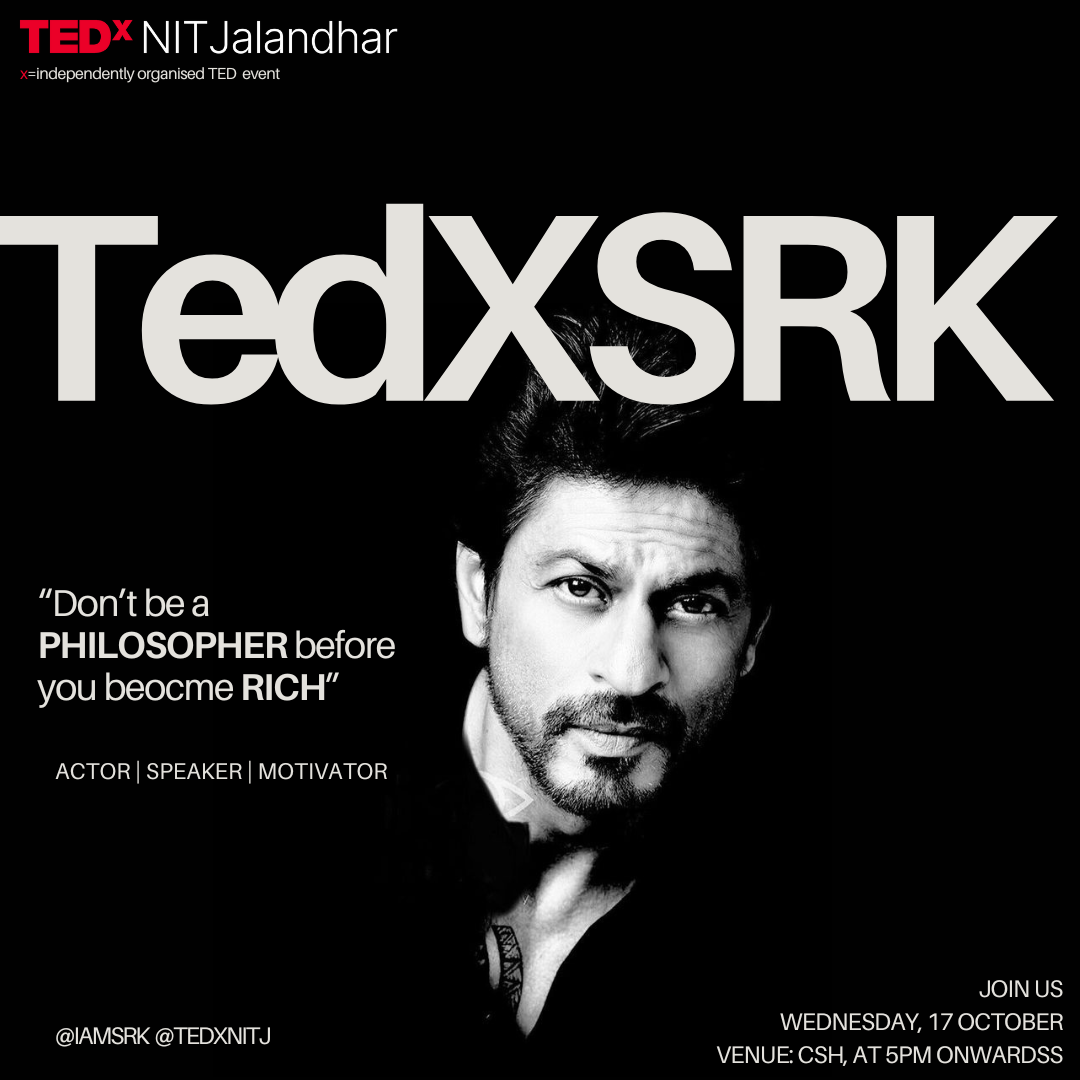 TEDx NITJalandhar
x=independently organised TED event
TedXSRK
“Don’t be a
PHILOSOPHER before
you beocme RICH”
ACTOR | SPEAKER | MOTIVATOR
@IAMSRK @TEDXNITJ
JOIN US
WEDNESDAY, 17 OCTOBER
VENUE: CSH, AT 5PM ONWARDSS